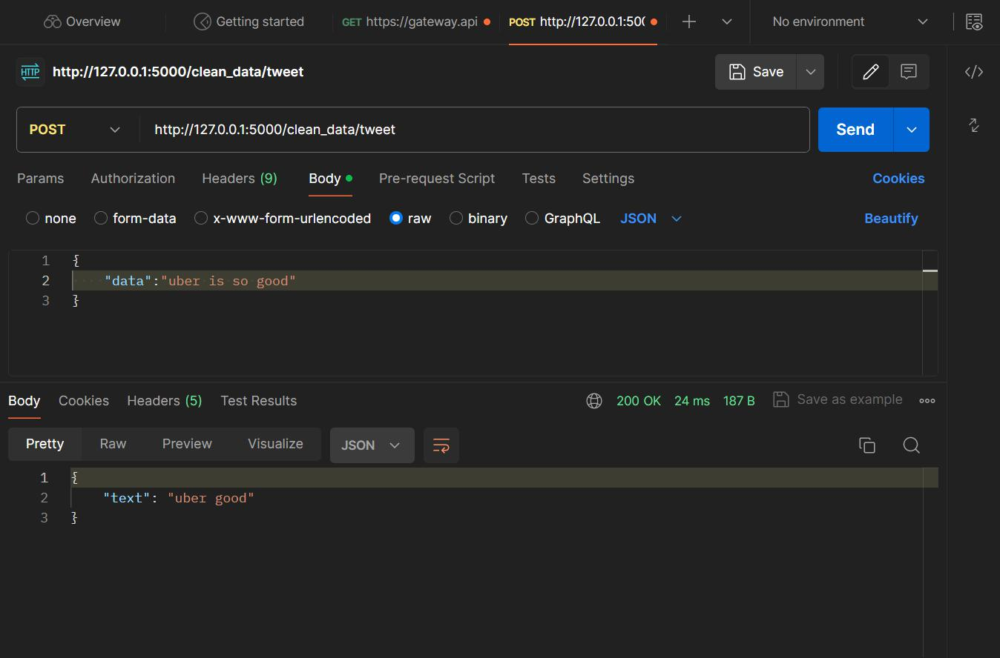 Overview Getting started GET https://gateway.api POST http://127.0.0.1:50( No environment
HTTP http://127.0.0.1:5000/clean_data/tweet Save </>
POST http://127.0.0.1:5000/clean_data/tweet Send
Params Authorization Headers (9) Body Pre-request Script Tests Settings Cookies
none form-data x-www-form-urlencoded raw binary GraphQL JSON Beautify
1 {
2 "data":"uber is so good"
3 }
Body Cookies Headers (5) Test Results 200 OK 24 ms 187 B Save as example
Pretty Raw Preview Visualize JSON
1 {
2 "text": "uber good"
3 }